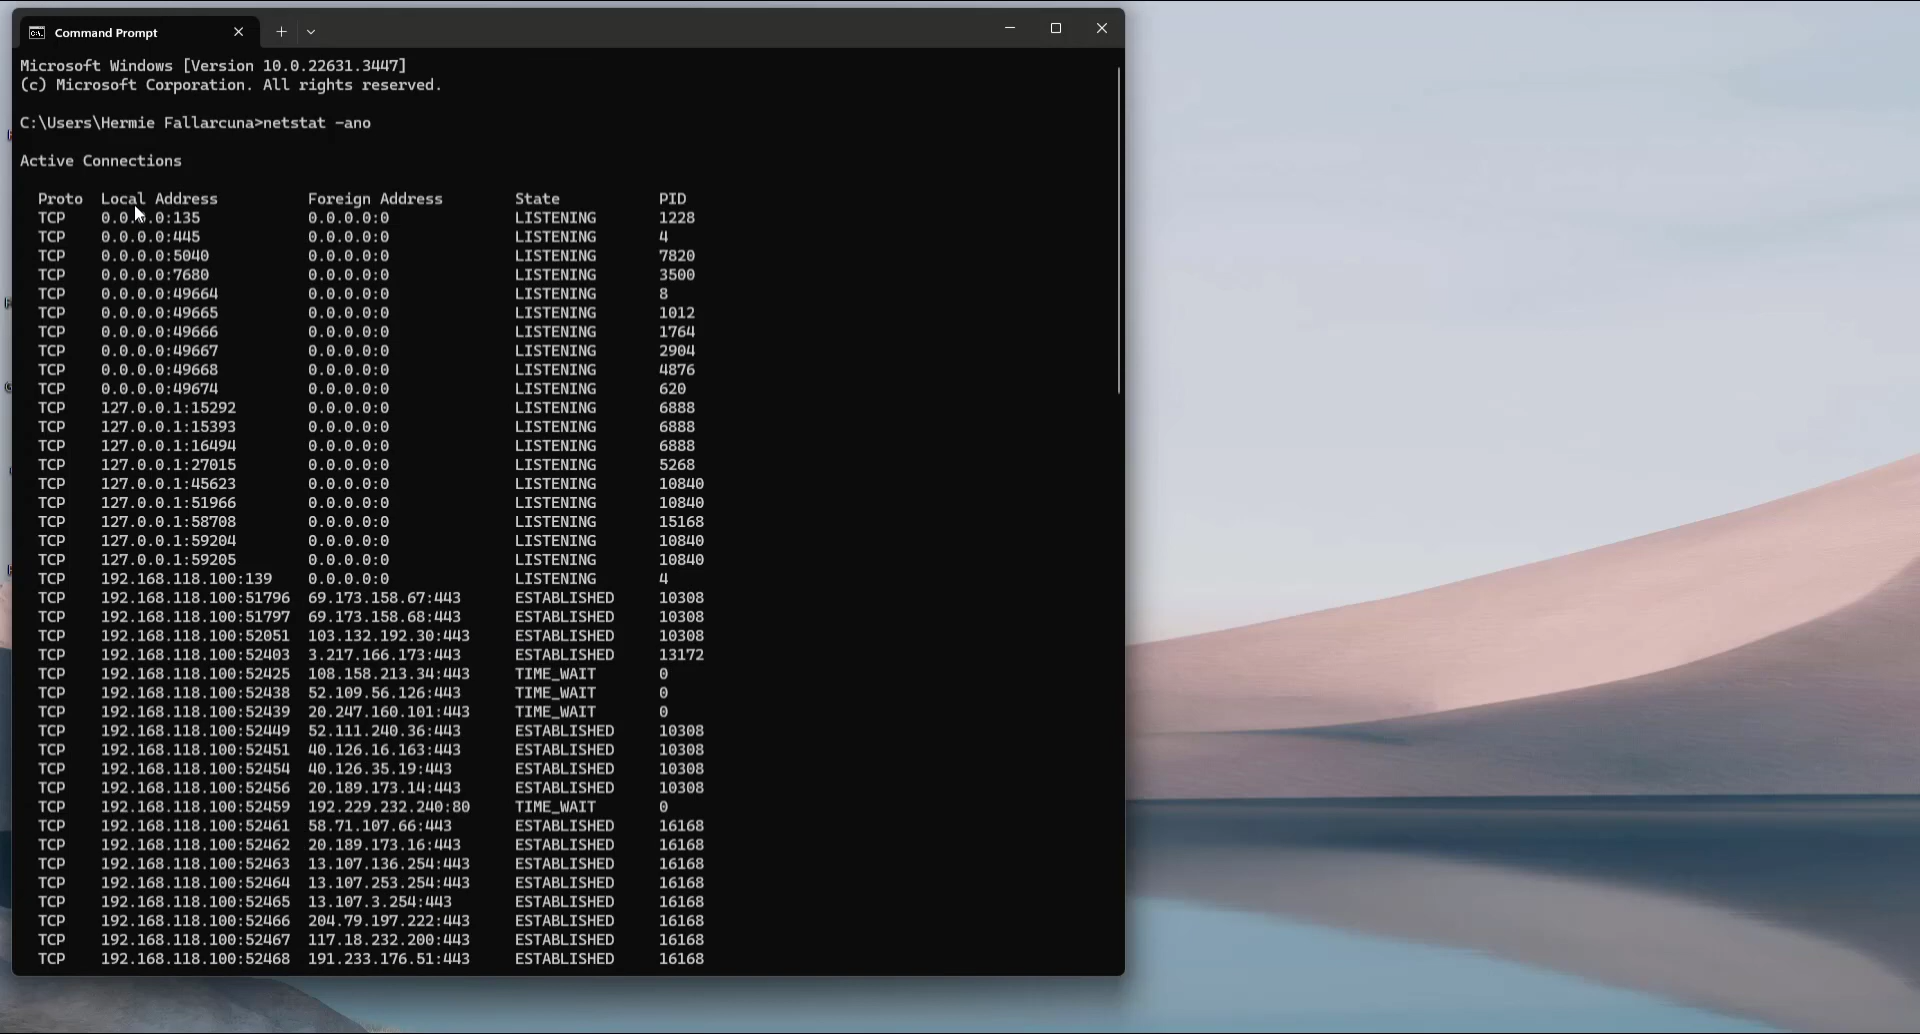 Command Prompt
Microsoft Windows [Version 10.0.22631.3447]
(c) Microsoft Corporation. All rights reserved.
C:\Users\Hermie Fallarcuna>netstat -ano
Active Connections
Proto Local Address Foreign Address State PID
TCP 0.0.0.0:135 0.0.0.0:0 LISTENING 1228
TCP 0.0.0.0:445 0.0.0.0:0 LISTENING 4
TCP 0.0.0.0:5040 0.0.0.0:0 LISTENING 7820
TCP 0.0.0.0:7680 0.0.0.0:0 LISTENING 3500
TCP 0.0.0.0:49664 0.0.0.0:0 LISTENING 8
TCP 0.0.0.0:49665 0.0.0.0:0 LISTENING 1012
TCP 0.0.0.0:49666 0.0.0.0:0 LISTENING 1764
TCP 0.0.0.0:49667 0.0.0.0:0 LISTENING 2904
TCP 0.0.0.0:49668 0.0.0.0:0 LISTENING 4876
TCP 0.0.0.0:49674 0.0.0.0:0 LISTENING 620
TCP 127.0.0.1:15292 0.0.0.0:0 LISTENING 6888
TCP 127.0.0.1:15393 0.0.0.0:0 LISTENING 6888
TCP 127.0.0.1:16494 0.0.0.0:0 LISTENING 6888
TCP 127.0.0.1:27015 0.0.0.0:0 LISTENING 5268
TCP 127.0.0.1:45623 0.0.0.0:0 LISTENING 10840
TCP 127.0.0.1:51966 0.0.0.0:0 LISTENING 10840
TCP 127.0.0.1:58708 0.0.0.0:0 LISTENING 15168
TCP 127.0.0.1:59204 0.0.0.0:0 LISTENING 10840
TCP 127.0.0.1:59205 0.0.0.0:0 LISTENING 10840
TCP 192.168.118.100:139 0.0.0.0:0 LISTENING 4
TCP 192.168.118.100:51796 69.173.158.67:443 ESTABLISHED 10308
TCP 192.168.118.100:51797 69.173.158.68:443 ESTABLISHED 10308
TCP 192.168.118.100:52051 103.132.192.30:443 ESTABLISHED 10308
TCP 192.168.118.100:52403 3.217.166.173:443 ESTABLISHED 13172
TCP 192.168.118.100:52425 108.158.213.34:443 TIME_WAIT 0
TCP 192.168.118.100:52438 52.109.56.126:443 TIME_WAIT 0
TCP 192.168.118.100:52439 20.247.160.101:443 TIME_WAIT 0
TCP 192.168.118.100:52449 52.111.240.36:443 ESTABLISHED 10308
TCP 192.168.118.100:52451 40.126.16.163:443 ESTABLISHED 10308
TCP 192.168.118.100:52454 40.126.35.19:443 ESTABLISHED 10308
TCP 192.168.118.100:52456 20.189.173.14:443 ESTABLISHED 10308
TCP 192.168.118.100:52459 192.229.232.240:80 TIME_WAIT 0
TCP 192.168.118.100:52461 58.71.107.66:443 ESTABLISHED 16168
TCP 192.168.118.100:52462 20.189.173.16:443 ESTABLISHED 16168
TCP 192.168.118.100:52463 13.107.136.254:443 ESTABLISHED 16168
TCP 192.168.118.100:52464 13.107.253.254:443 ESTABLISHED 16168
TCP 192.168.118.100:52465 13.107.3.254:443 ESTABLISHED 16168
TCP 192.168.118.100:52466 204.79.197.222:443 ESTABLISHED 16168
TCP 192.168.118.100:52467 117.18.232.200:443 ESTABLISHED 16168
TCP 192.168.118.100:52468 191.233.176.51:443 ESTABLISHED 16168